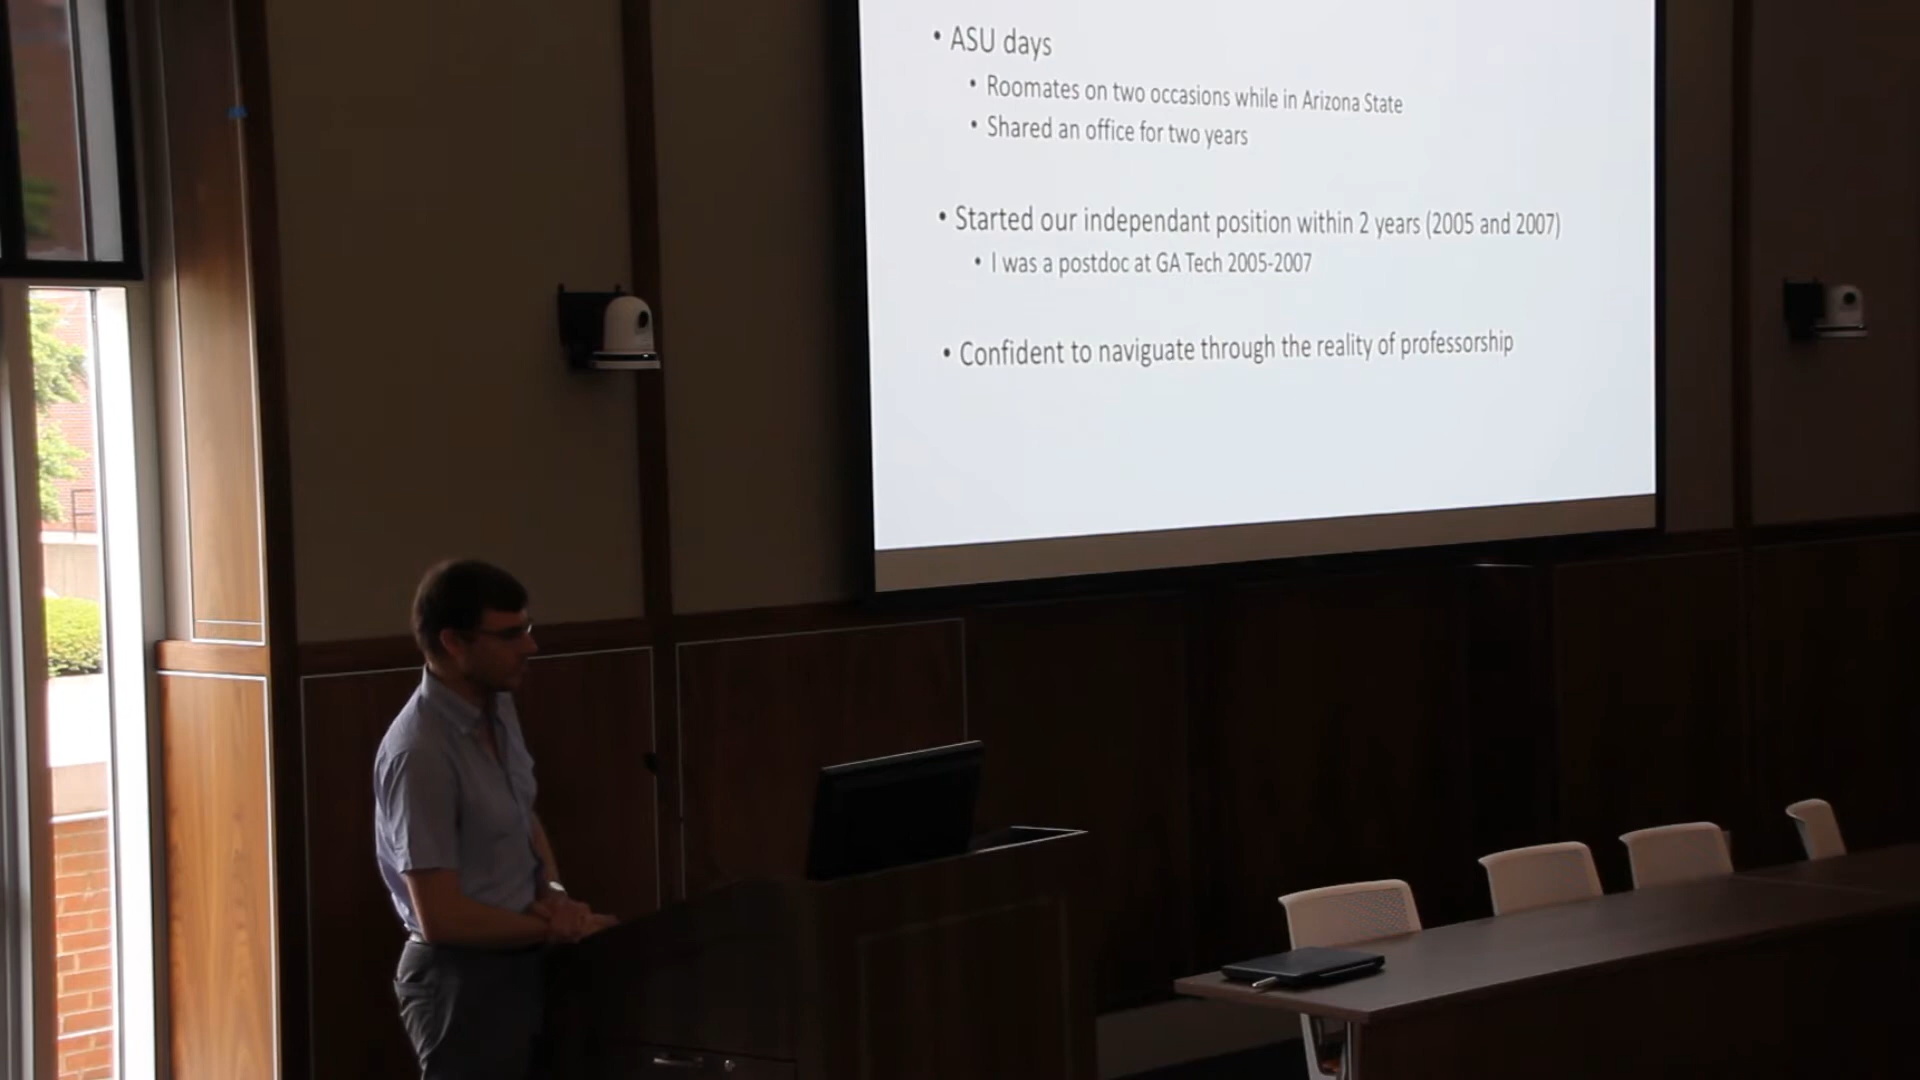 • ASU days
• Roomates on two occasions while in Arizona State
• Shared an office for two years
• Started our independant position within 2 years (2005 and 2007)
• I was a postdoc at GA Tech 2005-2007
• Confident to naviguate through the reality of professorship